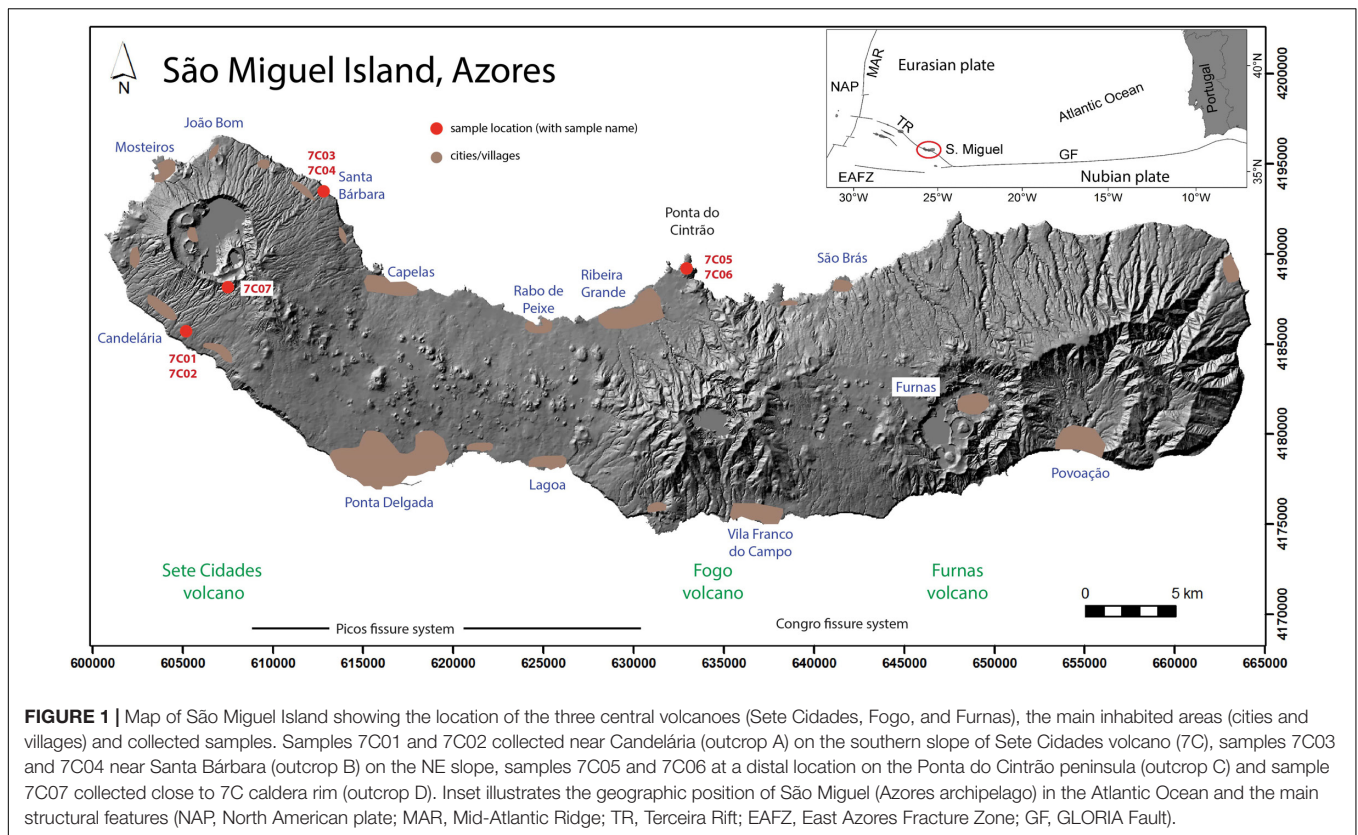 São Miguel Island, Azores
N
sample location (with sample name)
cities/villages
MAR
Eurasian plate
NAP
TR
Atlantic Ocean
Portugal
S. Miguel
GF
EAFZ
Nubian plate
40°N
35°N
30°W
25°W
20°W
15°W
10°W
João Bom
Mosteiros
7C03
7C04
Santa
Bárbara
7C07
Candelária
7C01
7C02
Capelas
Rabo de
Peixe
Ribeira
Grande
Ponta do
Cintrão
7C05
7C06
São Brás
Furnas
Povoação
Ponta Delgada
Lagoa
Vila Franco
do Campo
Sete Cidades
volcano
Fogo
volcano
Furnas
volcano
0 5 km
Picos fissure system
Congro fissure system
4200000
4195000
4190000
4185000
4180000
4175000
4170000
600000 605000 610000 615000 620000 625000 630000 635000 640000 645000 650000 655000 660000 665000
FIGURE 1 | Map of São Miguel Island showing the location of the three central volcanoes (Sete Cidades, Fogo, and Furnas), the main inhabited areas (cities and
villages) and collected samples. Samples 7C01 and 7C02 collected near Candelária (outcrop A) on the southern slope of Sete Cidades volcano (7C), samples 7C03
and 7C04 near Santa Bárbara (outcrop B) on the NE slope, samples 7C05 and 7C06 at a distal location on the Ponta do Cintrão peninsula (outcrop C) and sample
7C07 collected close to 7C caldera rim (outcrop D). Inset illustrates the geographic position of São Miguel (Azores archipelago) in the Atlantic Ocean and the main
structural features (NAP, North American plate; MAR, Mid-Atlantic Ridge; TR, Terceira Rift; EAFZ, East Azores Fracture Zone; GF, GLORIA Fault).